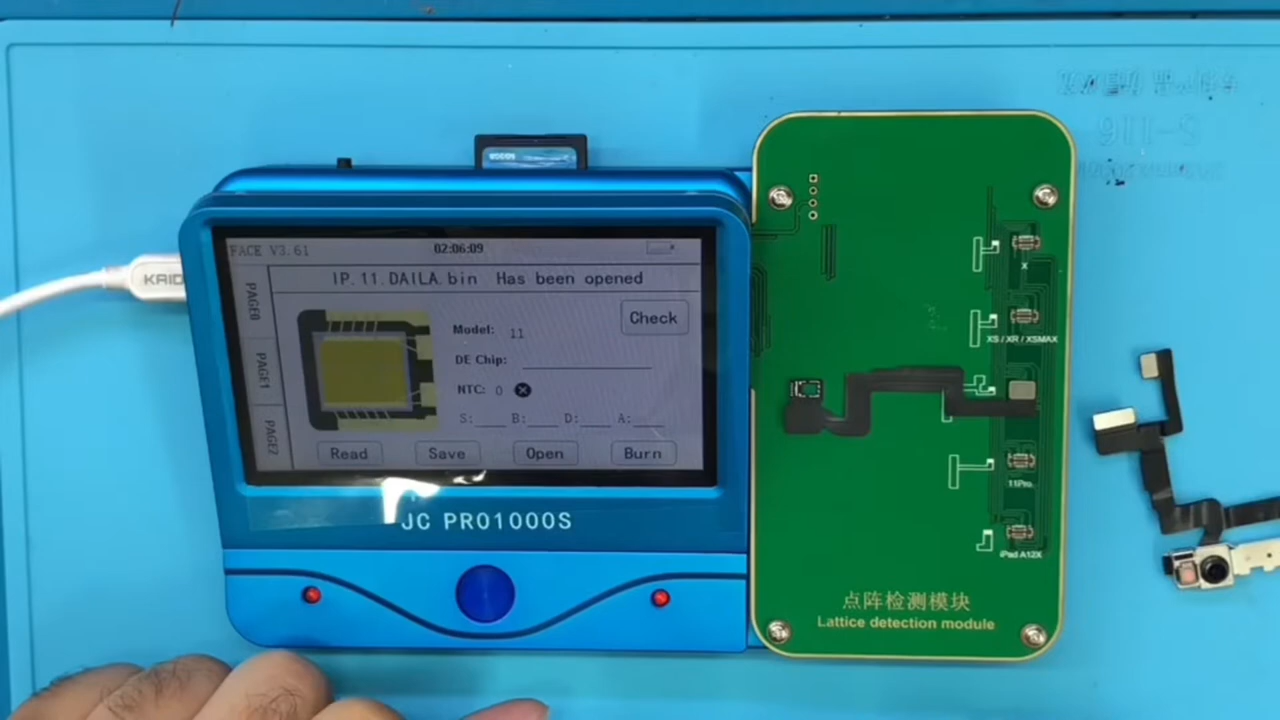 S-116
FACE V3.61
02:06:09
IP.11.DAILA.bin Has been opened
PAGE0
PAGE1
PAGE2
Check
Model: 11
DE Chip:
NTC: 0
S: B: D: A:
Read Save Open Burn
JC PRO1000S
KAID
X
XS / XR / XSMAX
11Pro
iPad A12X
点阵检测模块
Lattice detection module